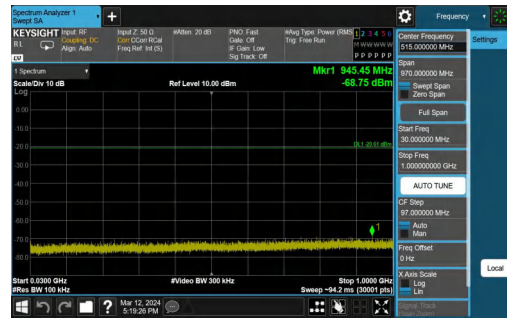 Spectrum Analyzer 1
Swept SA
+
Frequency
Settings
KEYSIGHT
RL
LV
Input: RF
Coupling: DC
Align: Auto
Input Z: 50 Ω
Corr CCorr RCal
Freq Ref: Int (S)
#Atten: 20 dB
PNO: Fast
Gate: Off
IF Gain: Low
Sig Track: Off
#Avg Type: Power (RMS
Trig: Free Run
1 2 3 4 5 6
M W W W W W
P P P P P P
1 Spectrum
Scale/Div 10 dB
Log
Ref Level 10.00 dBm
Mkr1 945.45 MHz
-68.75 dBm
0.00
-10.0
-20.0
-30.0
-40.0
-50.0
-60.0
-70.0
-80.0
1
Start 0.0300 GHz
#Res BW 100 kHz
#Video BW 300 kHz
Stop 1.0000 GHz
Sweep ~94.2 ms (30001 pts)
Center Frequency
515.000000 MHz
Span
970.000000 MHz
Swept Span
Zero Span
Full Span
Start Freq
30.000000 MHz
Stop Freq
1.000000000 GHz
AUTO TUNE
CF Step
97.000000 MHz
Auto
Man
Freq Offset
0 Hz
X Axis Scale
Log
Lin
Signal Track
Local
?
Mar 12, 2024
5:19:26 PM